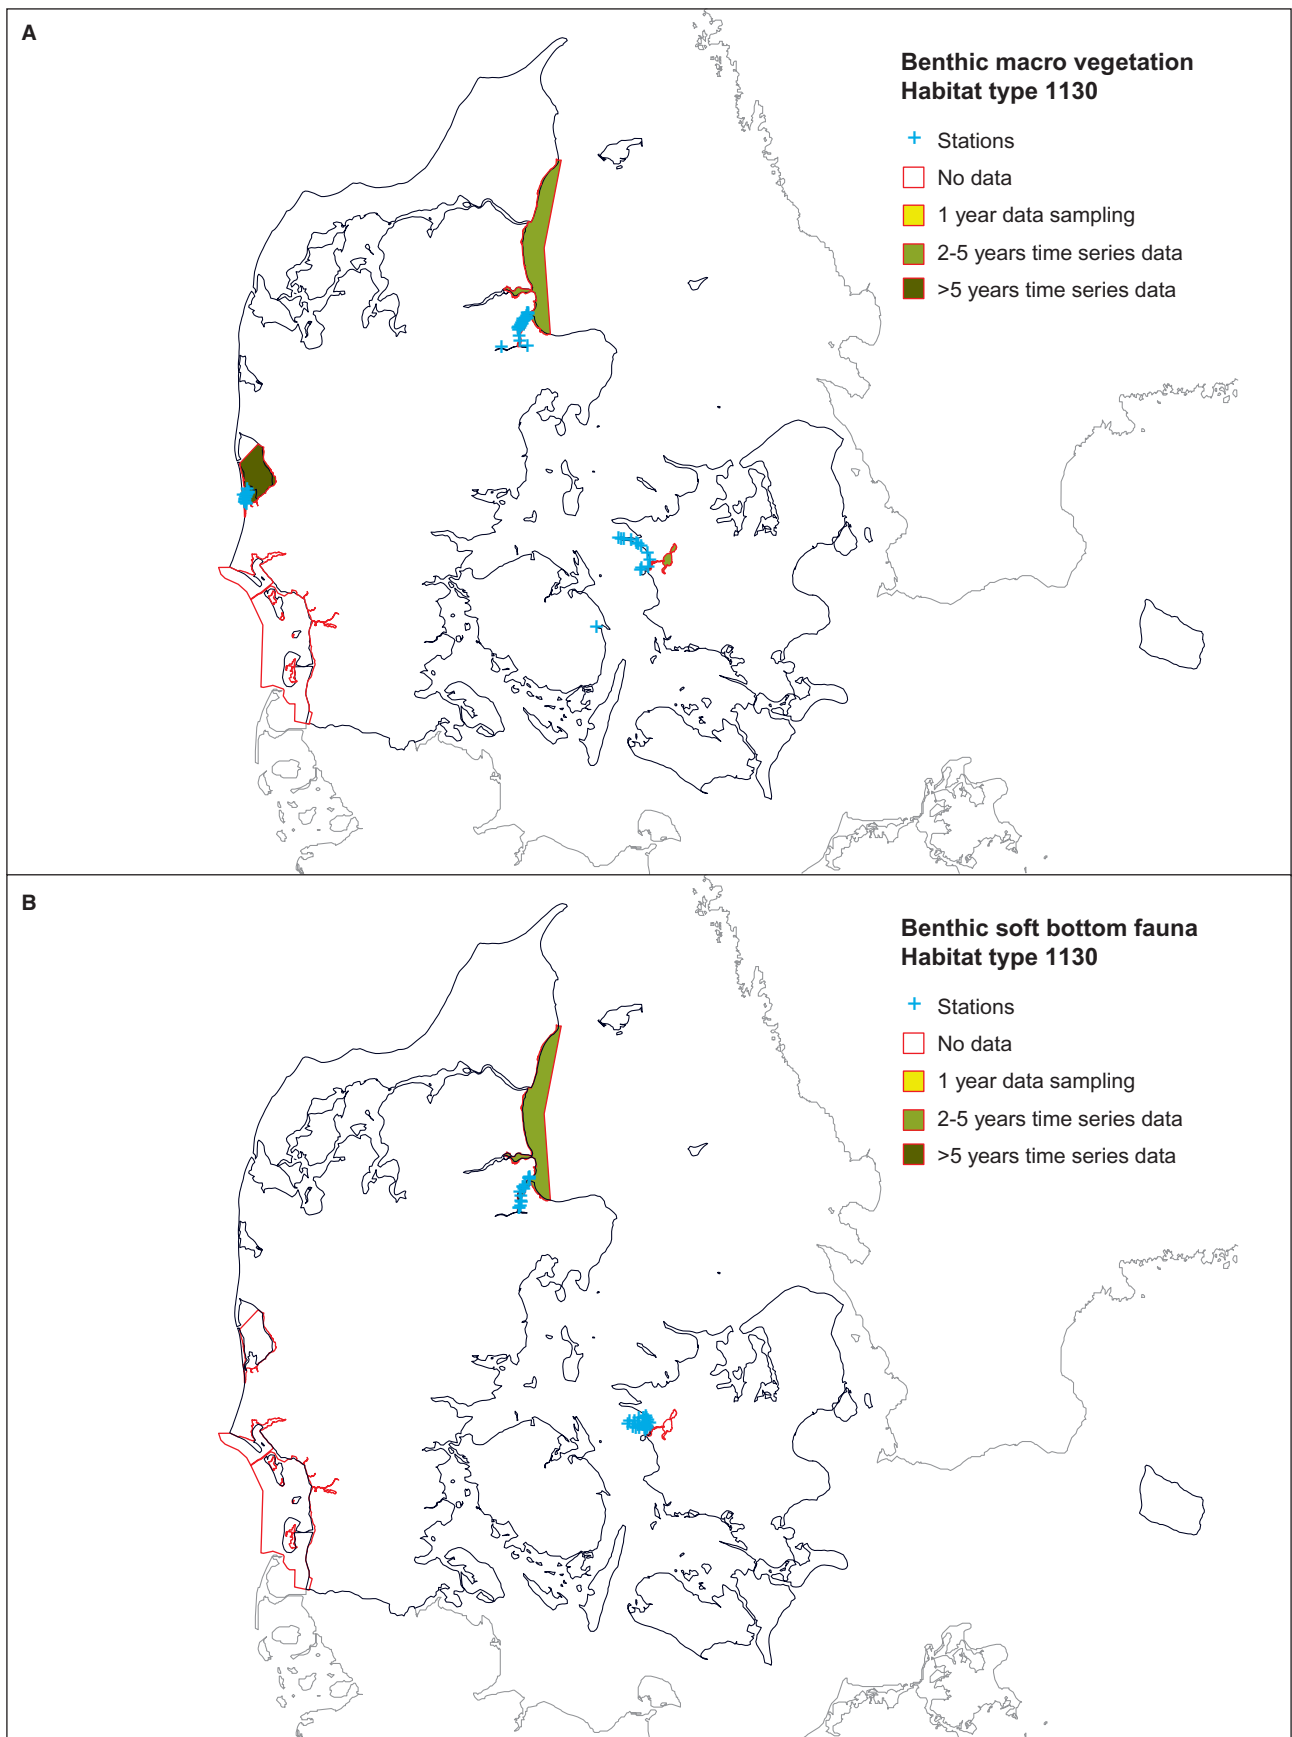 A
Benthic macro vegetation
Habitat type 1130
Stations
No data
1 year data sampling
2-5 years time series data
>5 years time series data
B
Benthic soft bottom fauna
Habitat type 1130
Stations
No data
1 year data sampling
2-5 years time series data
>5 years time series data